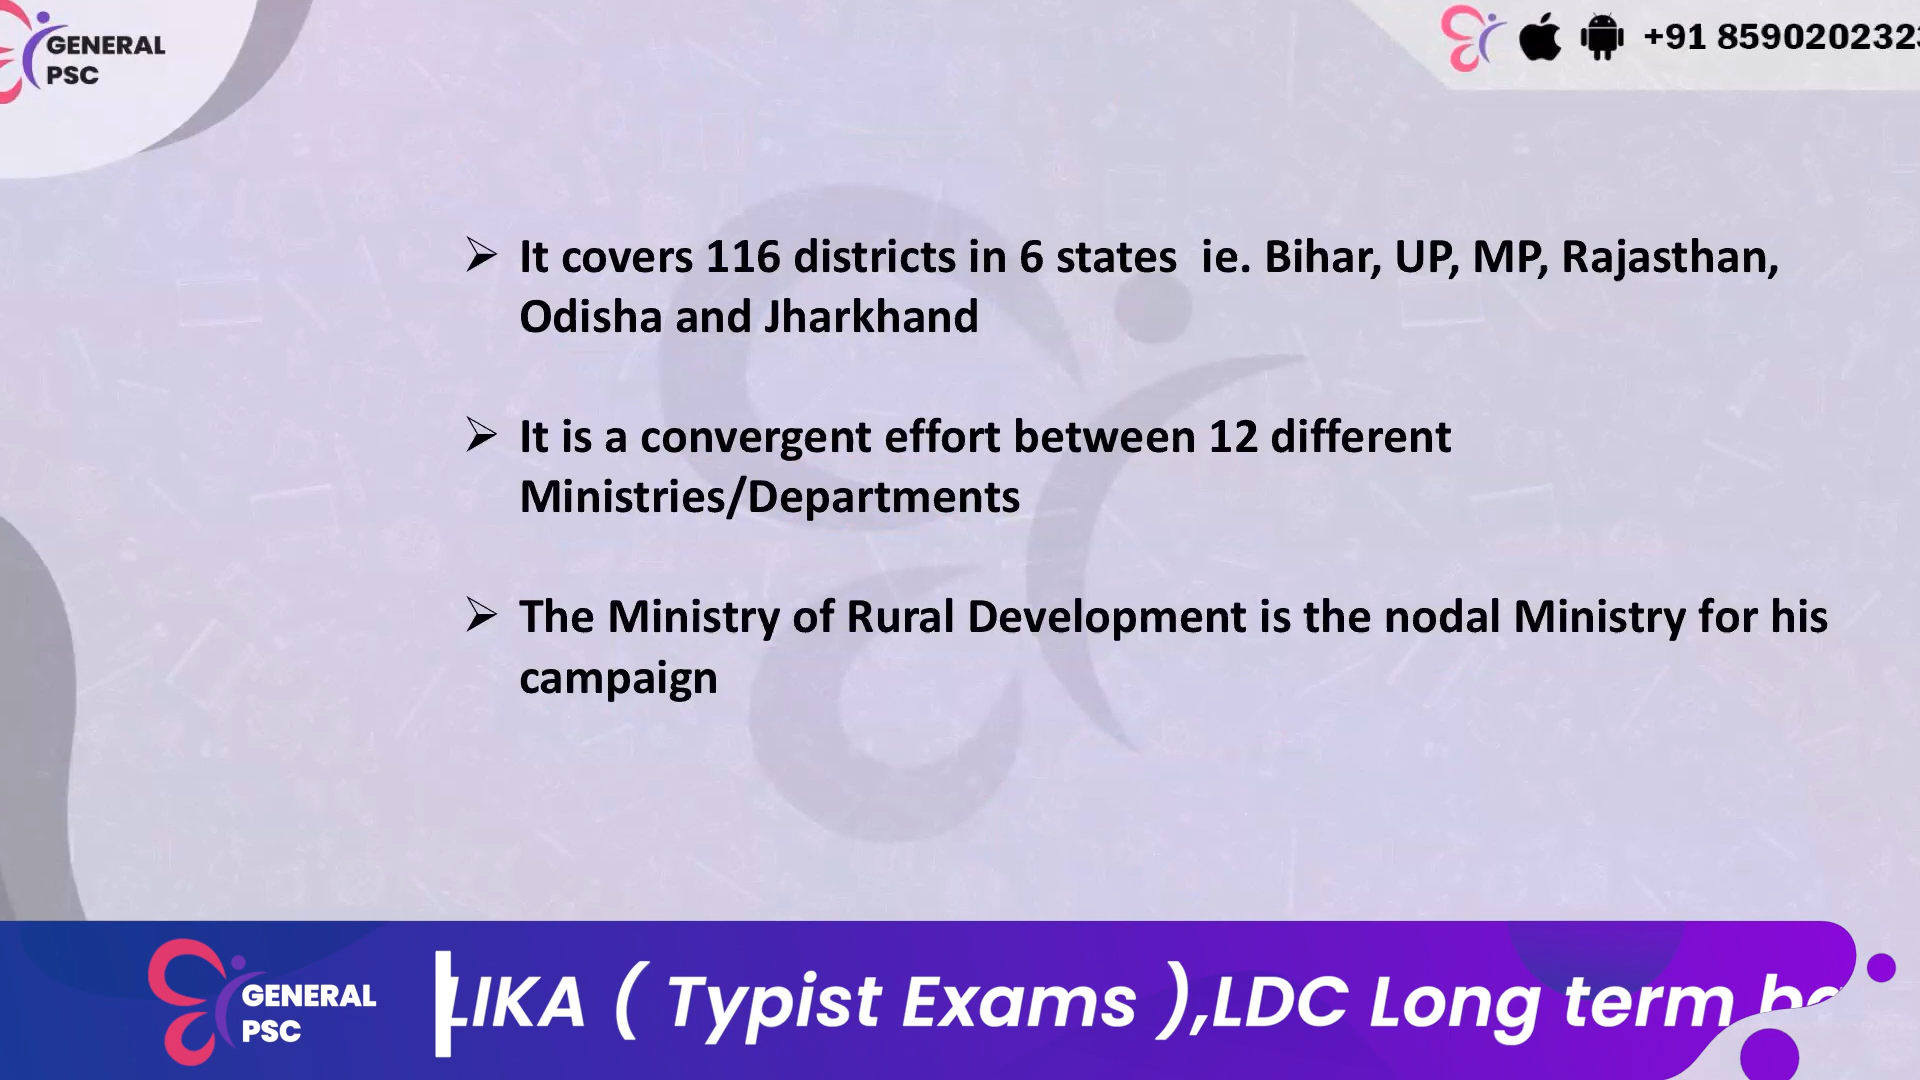 GENERAL
PSC
+91 859020232
It covers 116 districts in 6 states ie. Bihar, UP, MP, Rajasthan,
Odisha and Jharkhand
It is a convergent effort between 12 different
Ministries/Departments
The Ministry of Rural Development is the nodal Ministry for his
campaign
GENERAL
PSC
LIKA ( Typist Exams ),LDC Long term